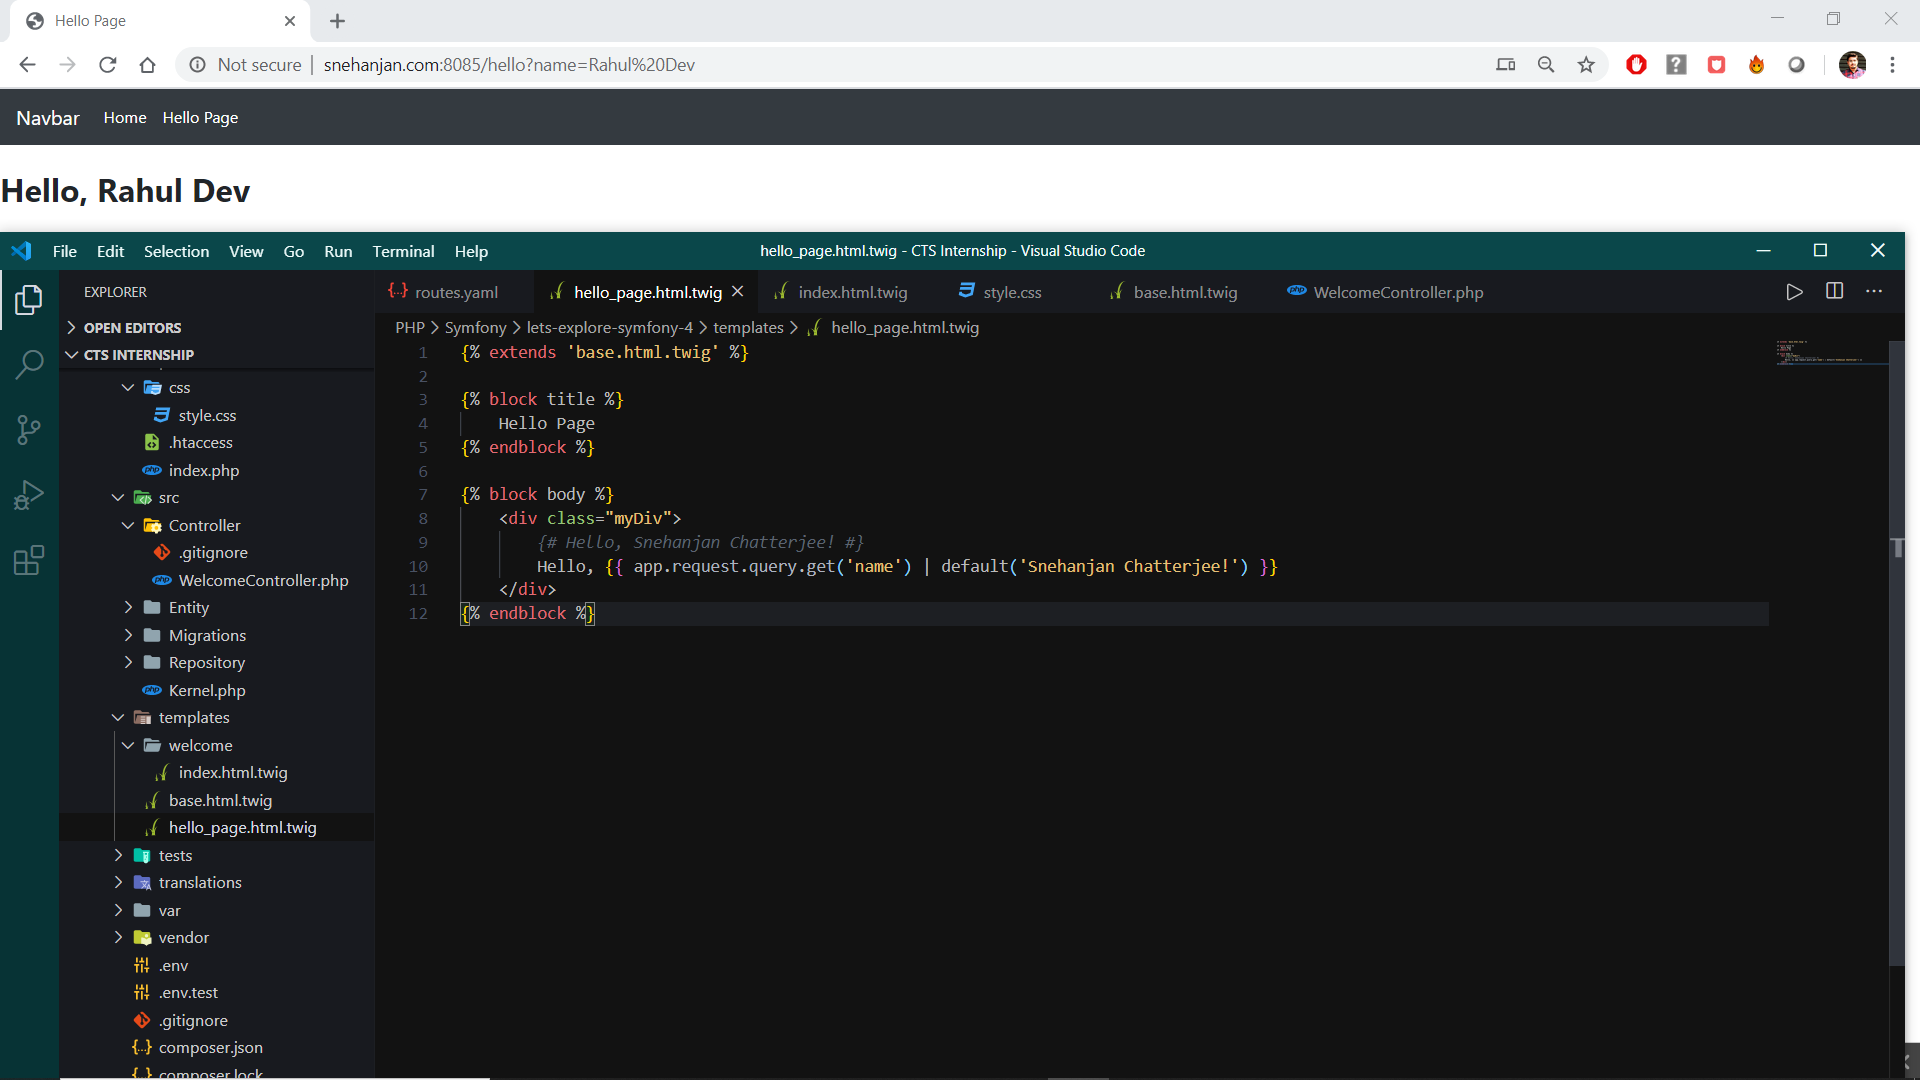 Hello Page
Not secure | snehanjan.com:8085/hello?name=Rahul%20Dev
Navbar Home Hello Page
Hello, Rahul Dev
File Edit Selection View Go Run Terminal Help hello_page.html.twig - CTS Internship - Visual Studio Code
EXPLORER
OPEN EDITORS
CTS INTERNSHIP
css
style.css
.htaccess
index.php
src
Controller
.gitignore
WelcomeController.php
Entity
Migrations
Repository
Kernel.php
templates
welcome
index.html.twig
base.html.twig
hello_page.html.twig
tests
translations
var
vendor
.env
.env.test
.gitignore
composer.json
composer.lock
routes.yaml hello_page.html.twig index.html.twig style.css base.html.twig WelcomeController.php
PHP > Symfony > lets-explore-symfony-4 > templates > hello_page.html.twig
1 {% extends 'base.html.twig' %}
2
3 {% block title %}
4 Hello Page
5 {% endblock %}
6
7 {% block body %}
8 <div class="myDiv">
9 {# Hello, Snehanjan Chatterjee! #}
10 Hello, {{ app.request.query.get('name') | default('Snehanjan Chatterjee!') }}
11 </div>
12 {% endblock %}